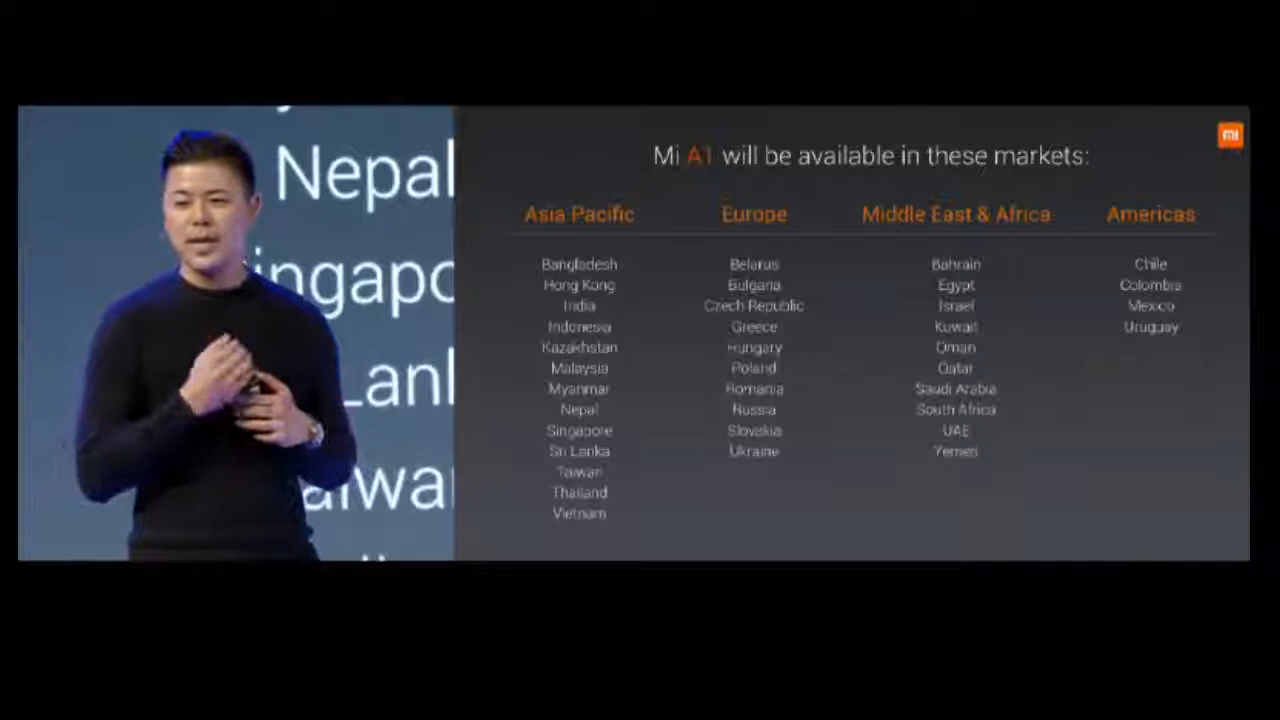 Nepal
ingapo
Lank
aiwa
mi
Mi A1 will be available in these markets:
Asia Pacific
Bangladesh
Hong Kong
India
Indonesia
Kazakhstan
Malaysia
Myanmar
Nepal
Singapore
Sri Lanka
Taiwan
Thailand
Vietnam
Europe
Belarus
Bulgaria
Czech Republic
Greece
Hungary
Poland
Romania
Russia
Slovakia
Ukraine
Middle East & Africa
Bahrain
Egypt
Israel
Kuwait
Oman
Qatar
Saudi Arabia
South Africa
UAE
Yemen
Americas
Chile
Colombia
Mexico
Uruguay